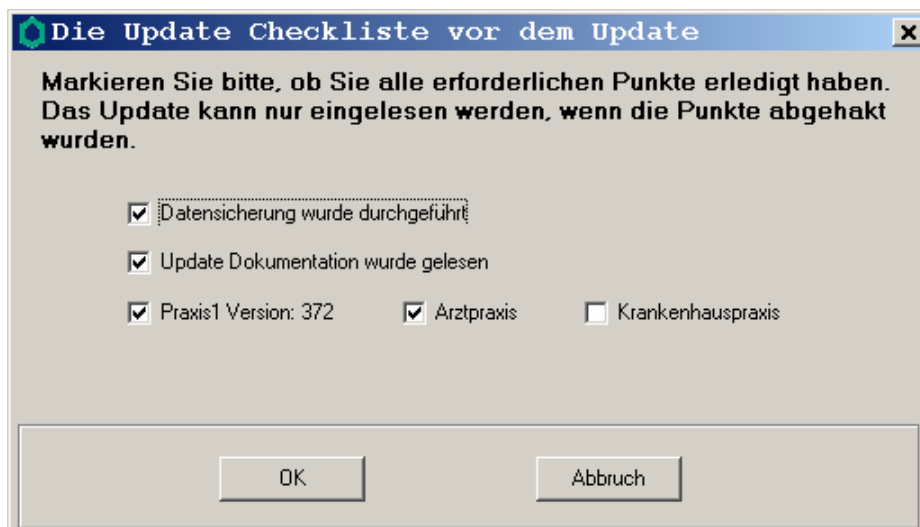 Die Update Checkliste vor dem Update
Markieren Sie bitte, ob Sie alle erforderlichen Punkte erledigt haben.
Das Update kann nur eingelesen werden, wenn die Punkte abgehakt
wurden.
Datensicherung wurde durchgeführt
Update Dokumentation wurde gelesen
Praxis1 Version: 372 Arztpraxis Krankenhauspraxis
OK Abbruch